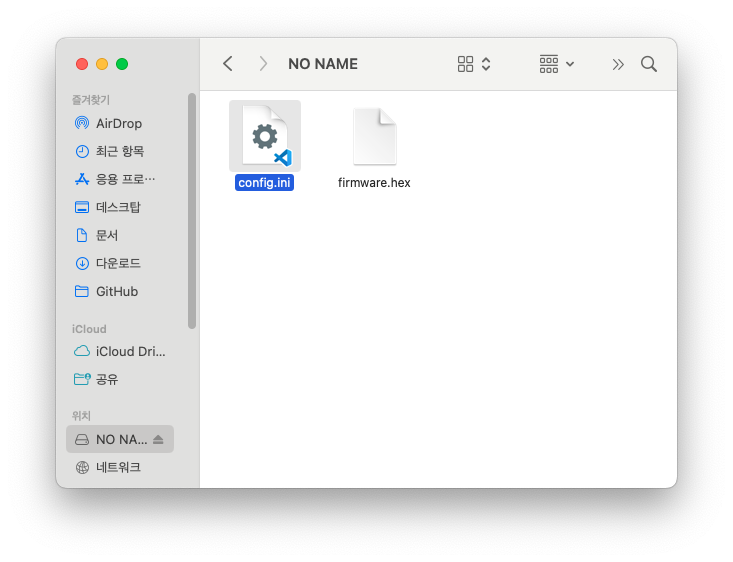 NO NAME
즐겨찾기
AirDrop
최근 항목
응용 프로…
데스크탑
문서
다운로드
GitHub
iCloud
iCloud Dri...
공유
위치
NO NA...
네트워크
config.ini
firmware.hex